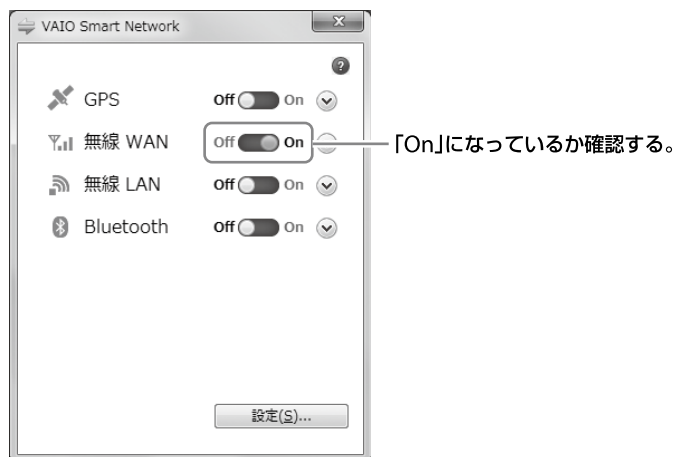 VAIO Smart Network
GPS Off On
無線 WAN Off On
「On」になっているか確認する。
無線 LAN Off On
Bluetooth Off On
設定(S)...